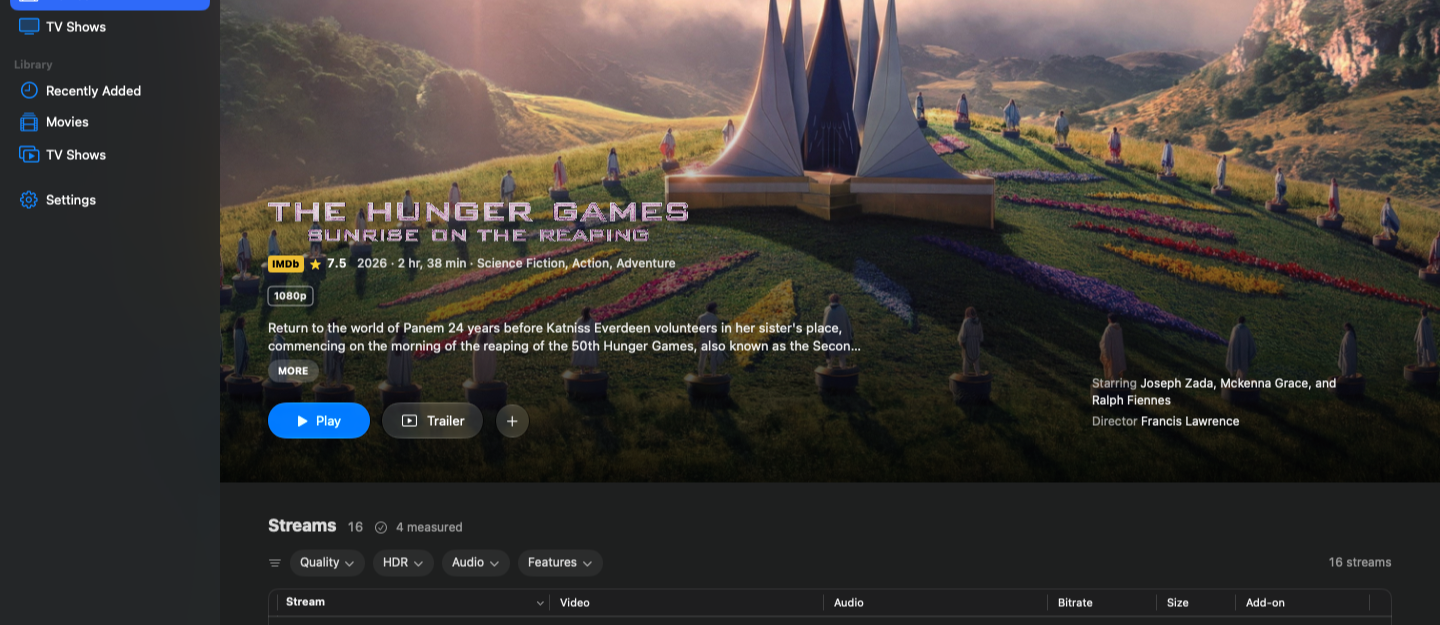 TV Shows
Library
Recently Added
Movies
TV Shows
Settings
THE HUNGER GAMES
SUNRISE ON THE REAPING
IMDb ★ 7.5 2026 · 2 hr, 38 min · Science Fiction, Action, Adventure
1080p
Return to the world of Panem 24 years before Katniss Everdeen volunteers in her sister's place,
commencing on the morning of the reaping of the 50th Hunger Games, also known as the Secon...
MORE
Play
Trailer
+
Starring Joseph Zada, Mckenna Grace, and
Ralph Fiennes
Director Francis Lawrence
Streams 16 4 measured
Quality
HDR
Audio
Features
16 streams
Stream
Video
Audio
Bitrate
Size
Add-on